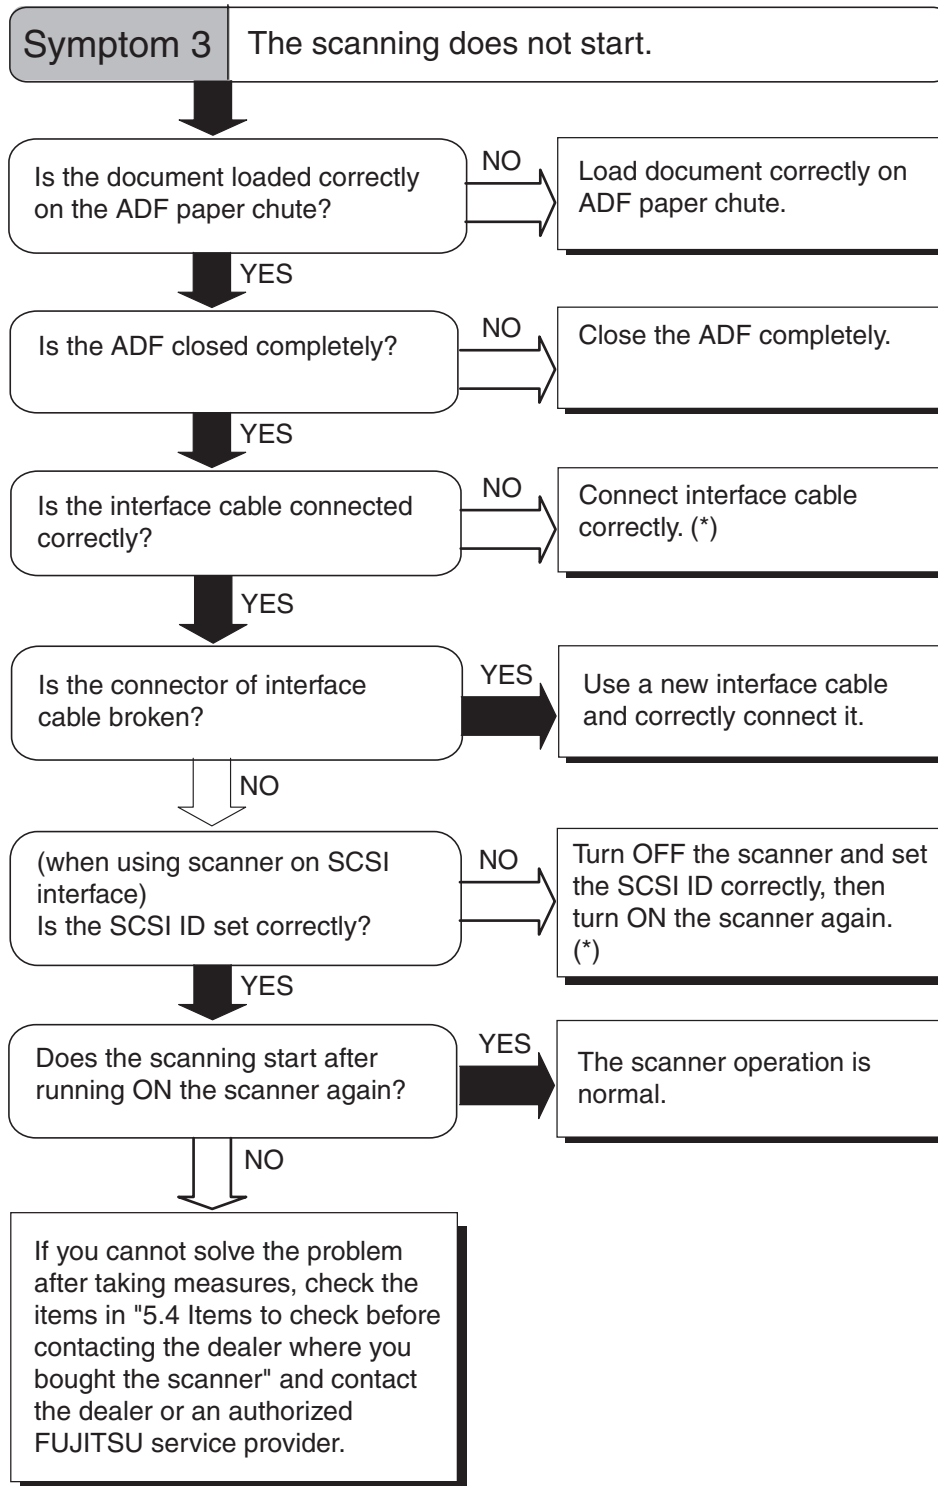 Symptom 3
The scanning does not start.
Is the document loaded correctly
on the ADF paper chute?
NO
Load document correctly on
ADF paper chute.
YES
Is the ADF closed completely?
NO
Close the ADF completely.
YES
Is the interface cable connected
correctly?
NO
Connect interface cable
correctly. (*)
YES
Is the connector of interface
cable broken?
YES
Use a new interface cable
and correctly connect it.
NO
(when using scanner on SCSI
interface)
Is the SCSI ID set correctly?
NO
Turn OFF the scanner and set
the SCSI ID correctly, then
turn ON the scanner again.
(*)
YES
Does the scanning start after
running ON the scanner again?
YES
The scanner operation is
normal.
NO
If you cannot solve the problem
after taking measures, check the
items in "5.4 Items to check before
contacting the dealer where you
bought the scanner" and contact
the dealer or an authorized
FUJITSU service provider.